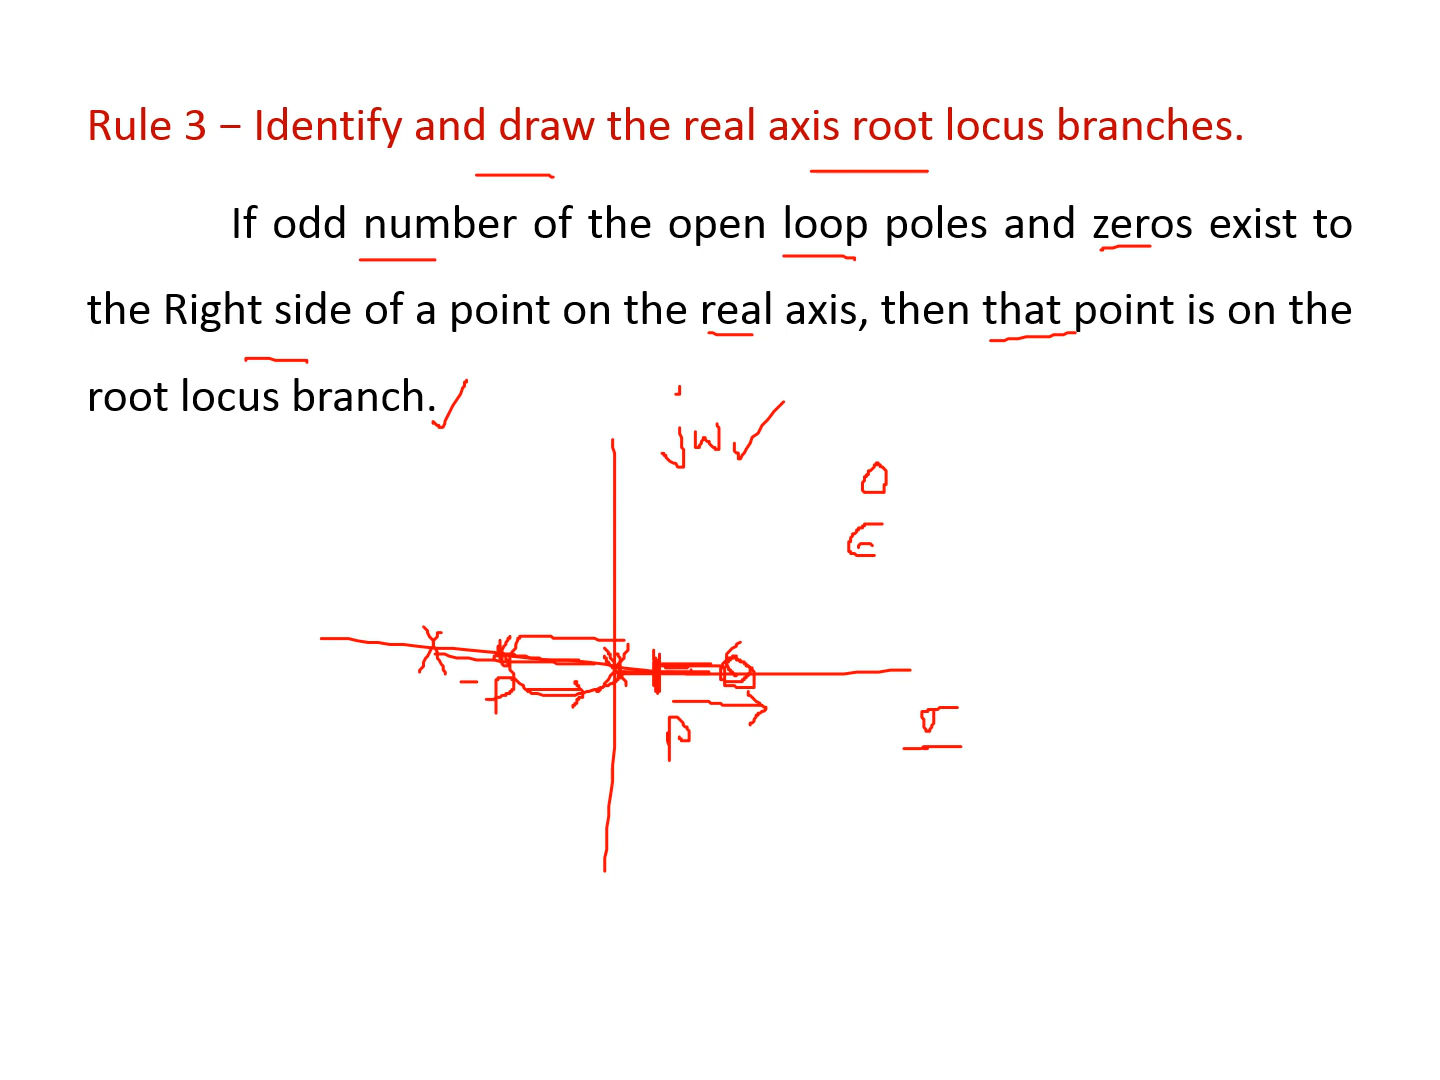 Rule 3 – Identify and draw the real axis root locus branches.
If odd number of the open loop poles and zeros exist to
the Right side of a point on the real axis, then that point is on the
root locus branch.
jω
O
E
-P
P
σ